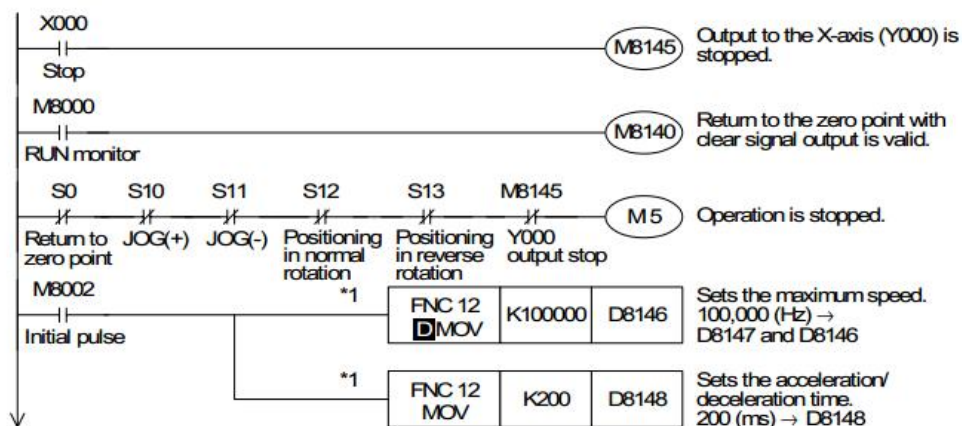 X000
Stop
M8145
Output to the X-axis (Y000) is
stopped.
M8000
RUN monitor
M8140
Return to the zero point with
clear signal output is valid.
S0 S10 S11 S12 S13 M8145
M5
Operation is stopped.
Return to
zero point
JOG(+)
JOG(-)
Positioning
in normal
rotation
Positioning
in reverse
rotation
Y000
output stop
M8002
Initial pulse
*1
FNC 12
D MOV
K100000
D8146
Sets the maximum speed.
100,000 (Hz) →
D8147 and D8146
*1
FNC 12
MOV
K200
D8148
Sets the acceleration/
deceleration time.
200 (ms) → D8148